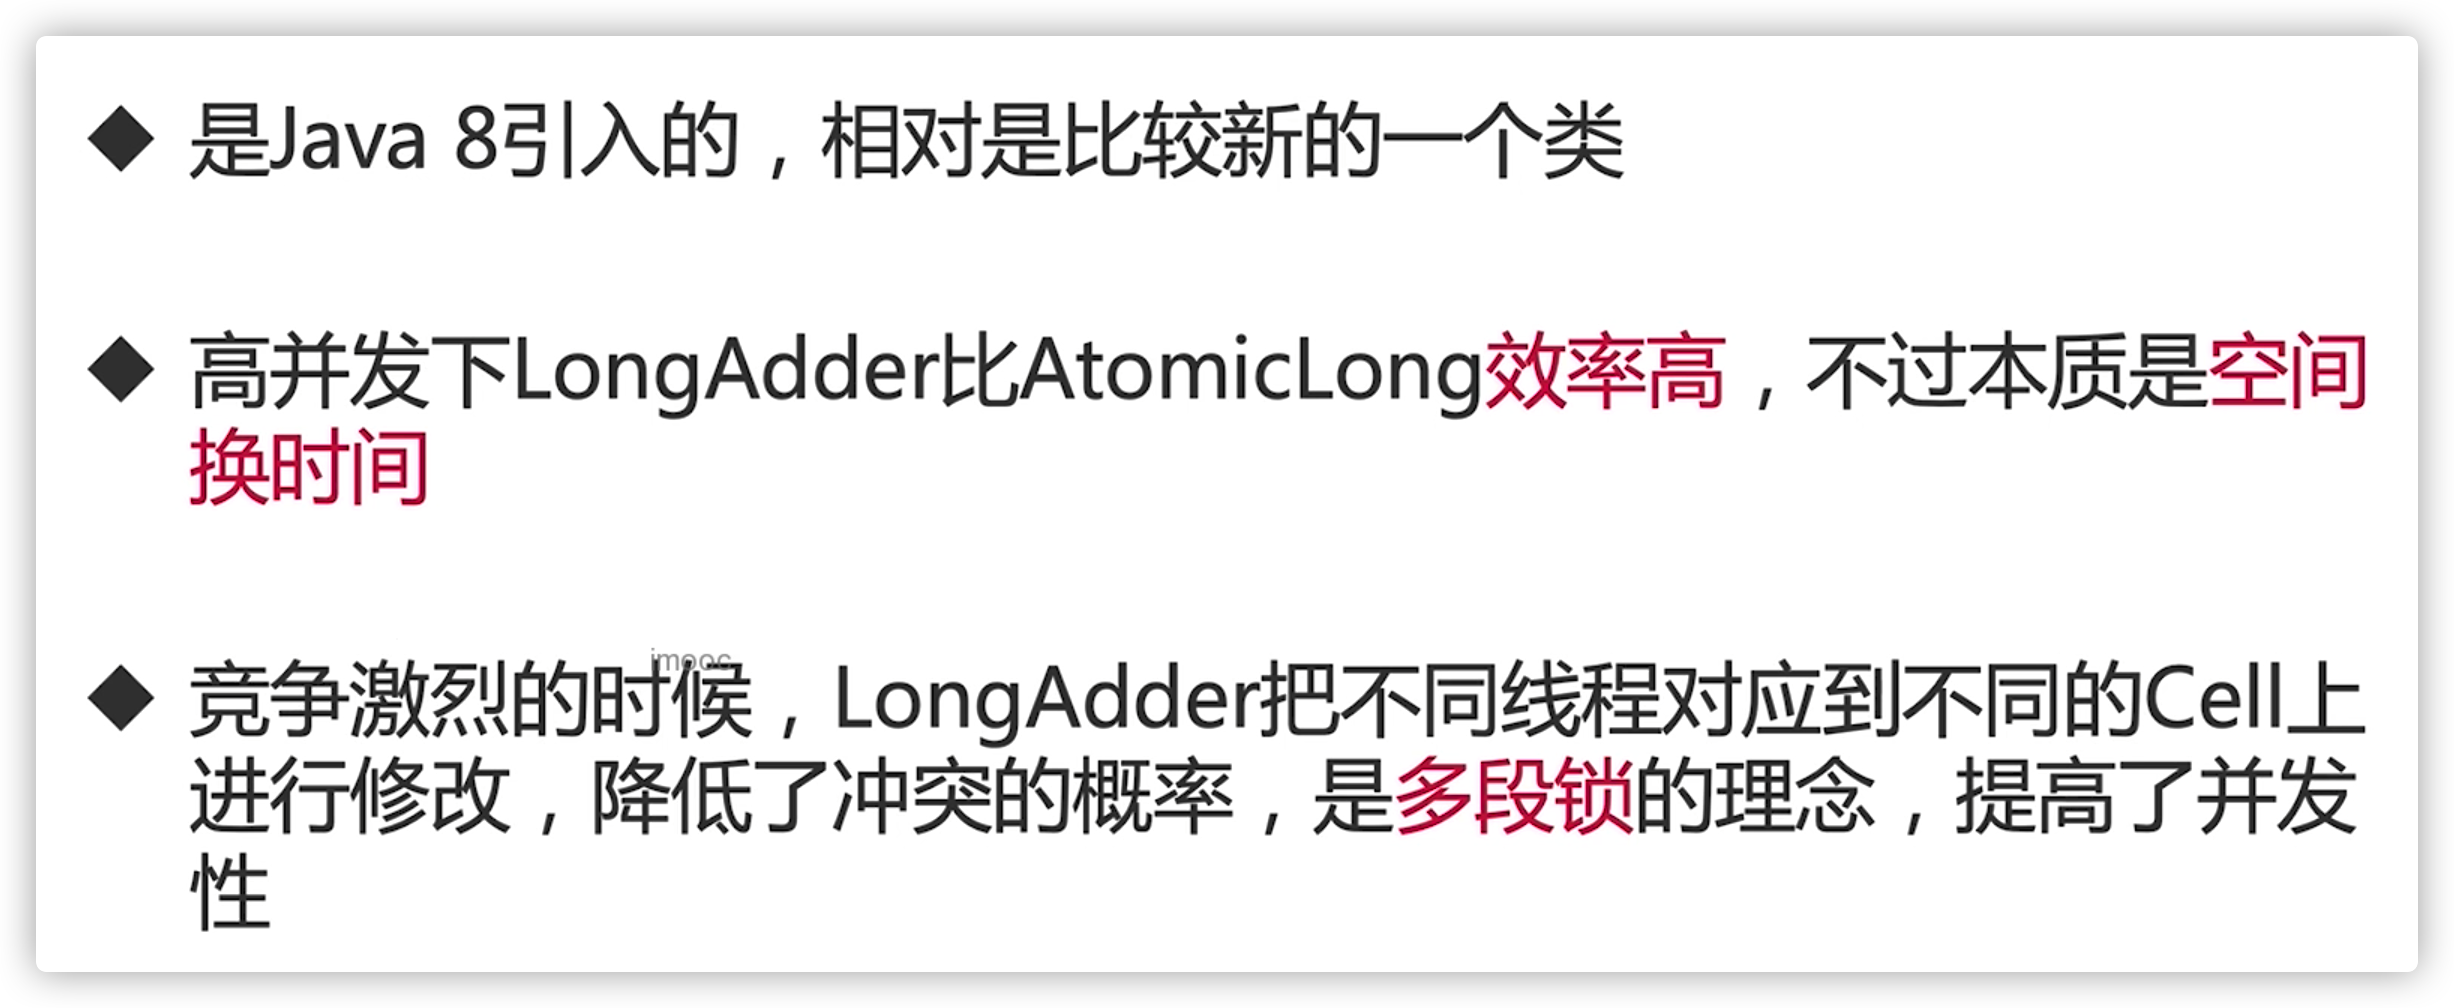 ◆ 是Java 8引入的，相对是比较新的一个类
◆ 高并发下LongAdder比AtomicLong效率高，不过本质是空间
换时间
imooc
◆ 竞争激烈的时候，LongAdder把不同线程对应到不同的Cell上
进行修改，降低了冲突的概率，是多段锁的理念，提高了并发
性